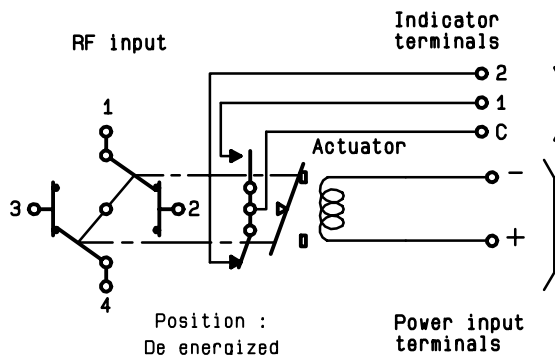 Indicator
terminals
RF input
2
1
C
Actuator
1
3
2
4
-
+
Position :
De energized
Power input
terminals